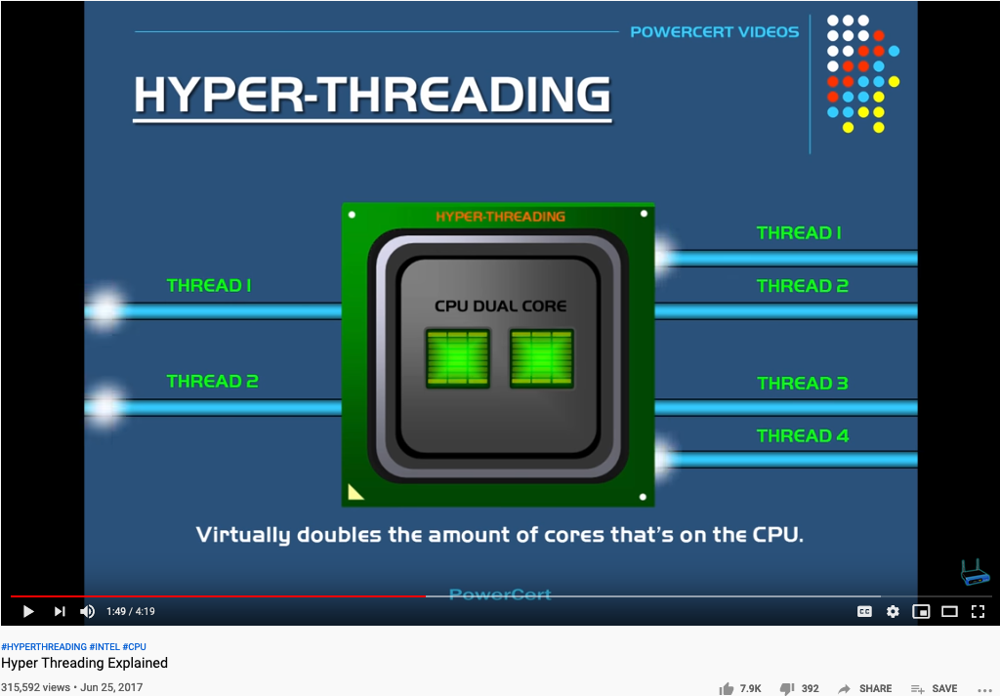 POWERCERT VIDEOS
HYPER-THREADING
HYPER-THREADING
THREAD 1
THREAD 1
THREAD 2
CPU DUAL CORE
THREAD 2
THREAD 3
THREAD 4
Virtually doubles the amount of cores that's on the CPU.
PowerCert
1:49 / 4:19
CC
#HYPERTHREADING #INTEL #CPU
Hyper Threading Explained
315,592 views • Jun 25, 2017
7.9K 392 SHARE SAVE